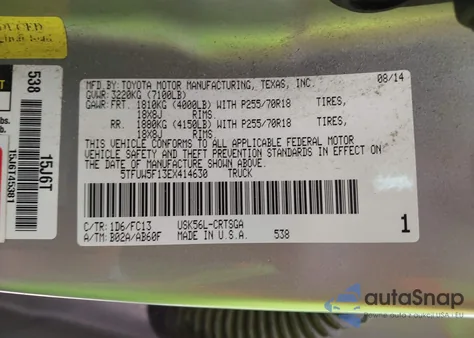 MFD.BY:TOYOTA MOTOR MANUFACTURING, TEXAS, INC. 08/14
GVWR: 3220KG (7100LB)
GAWR: FRT. 1810KG (4000LB) WITH P255/70R18 TIRES,
18X8J RIMS
RR. 1880KG (4150LB) WITH P255/70R18 TIRES,
18X8J RIMS
THIS VEHICLE CONFORMS TO ALL APPLICABLE FEDERAL MOTOR
VEHICLE SAFETY AND THEFT PREVENTION STANDARDS IN EFFECT ON
THE DATE OF MANUFACTURE SHOWN ABOVE.
5TFUW5F13EX414630 TRUCK
C/TR: 1D6/FC13 USK56L-CRTSGA
A/TM: B02A/AB60F MADE IN U.S.A. 538
1
538
15J6T
autoSnap